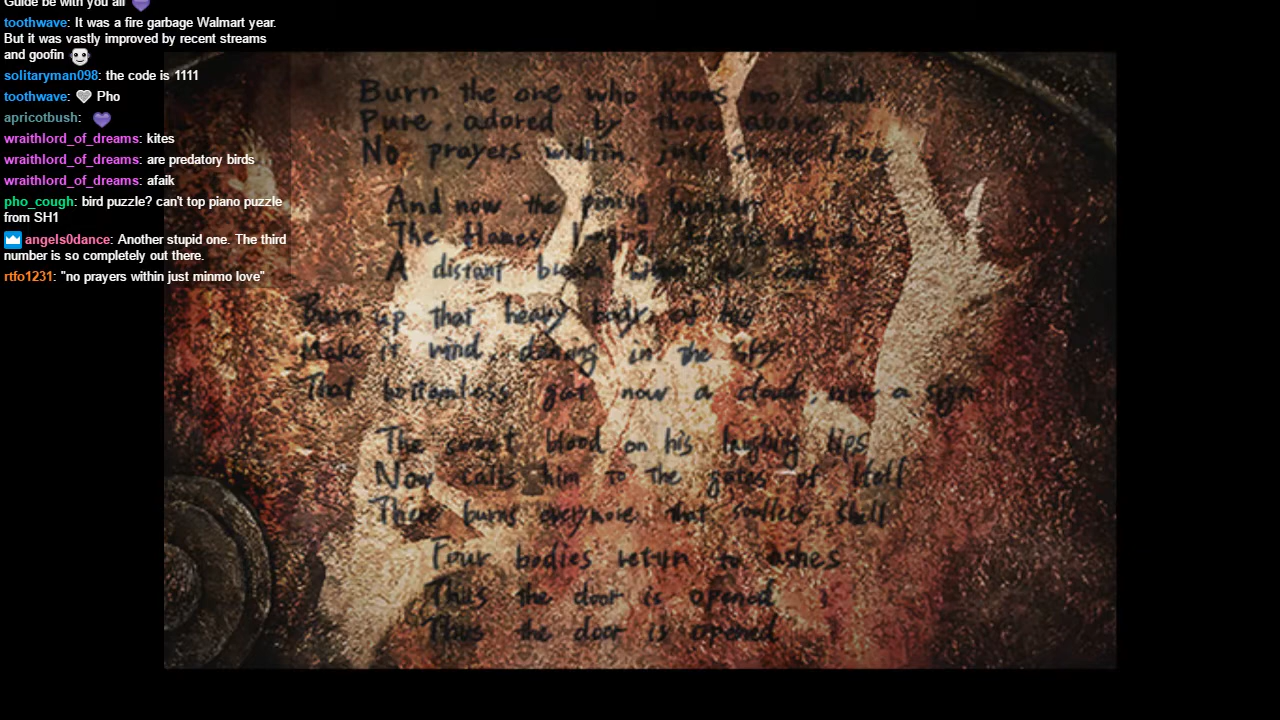 Guide be with you all
toothwave: It was a fire garbage Walmart year.
But it was vastly improved by recent streams
and goofin
solitaryman098: the code is 1111
toothwave: Pho
apricotbush:
wraithlord_of_dreams: kites
wraithlord_of_dreams: are predatory birds
wraithlord_of_dreams: afaik
pho_cough: bird puzzle? can't top piano puzzle
from SH1
angels0dance: Another stupid one. The third
number is so completely out there.
rtfo1231: "no prayers within just minmo love"
Burn the one who knows no death
Pure, adored by those above
No prayers within, just simple love
And now the pining
The flames,
A distant
Burn up that heavy body of his
Make it wind, dancing in the sky
That bottomless gut now a cloud, now a
The sweet blood on his laughing lips
Now calls him to the gates of Hell
There burns evermore that soulless shell
Four bodies return to ashes
Thus the door is opened
Thus the door is opened